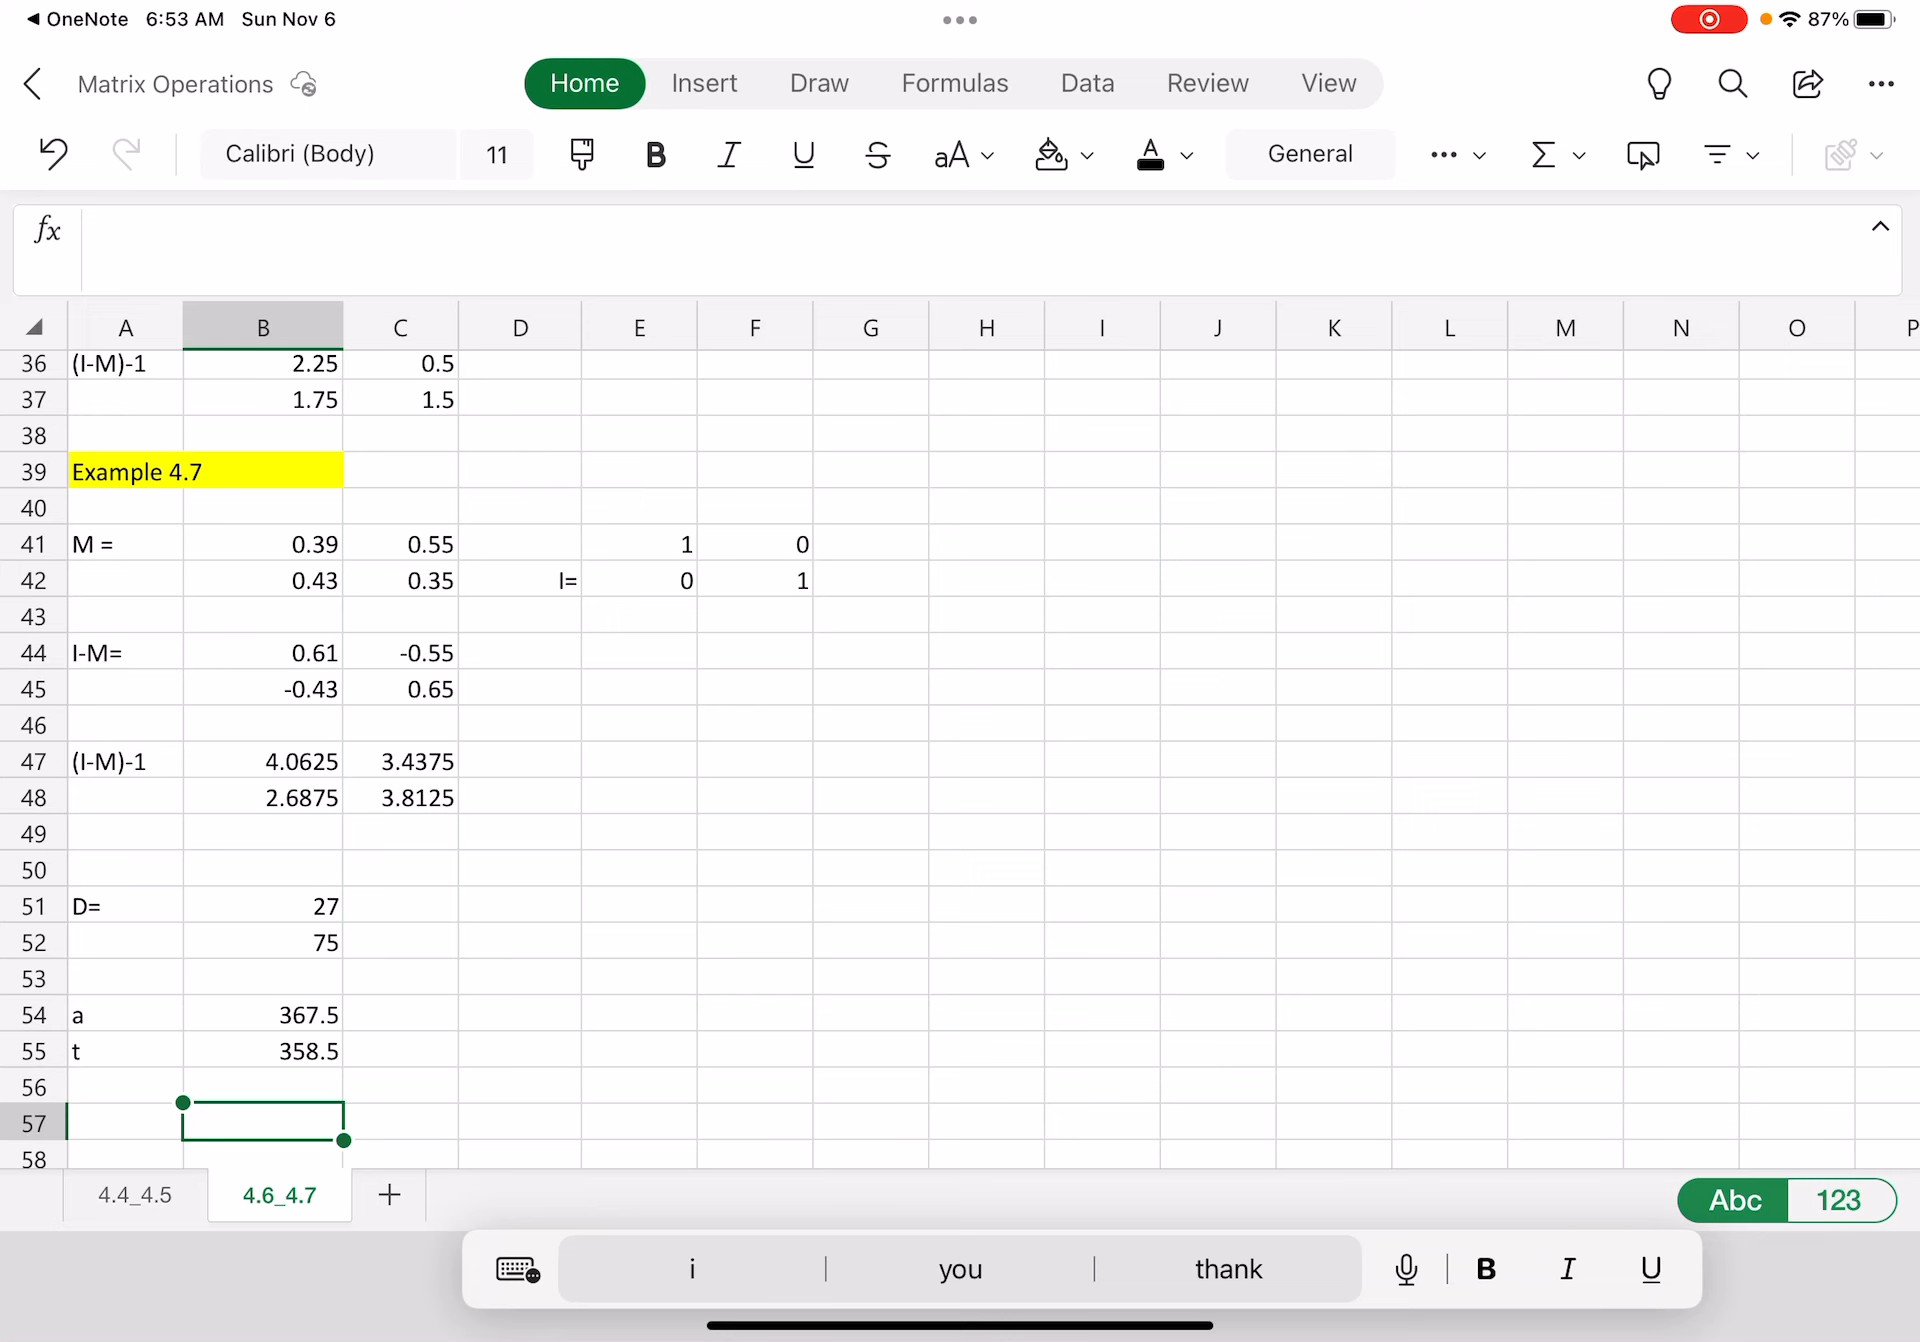 ◀ OneNote 6:53 AM Sun Nov 6 87%
Matrix Operations Home Insert Draw Formulas Data Review View
Calibri (Body) 11 B I U S aA A General Σ
fx
A B C D E F G H I J K L M N O P
36 (I-M)-1 2.25 0.5
37 1.75 1.5
38
39 Example 4.7
40
41 M = 0.39 0.55 1 0
42 0.43 0.35 I= 0 1
43
44 I-M= 0.61 -0.55
45 -0.43 0.65
46
47 (I-M)-1 4.0625 3.4375
48 2.6875 3.8125
49
50
51 D= 27
52 75
53
54 a 367.5
55 t 358.5
56
57
58
4.4_4.5 4.6_4.7 + Abc 123
i you thank B I U